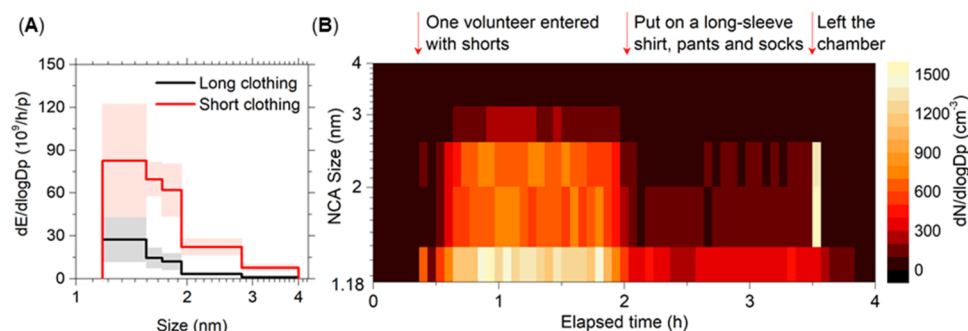 (A)
150
120
90
60
30
0
dE/dlogDp (10⁹/h/p)
Long clothing
Short clothing
1
2
3
4
Size (nm)
(B)
One volunteer entered
with shorts
Put on a long-sleeve
shirt, pants and socks
Left the
chamber
4
3
2
1.18
NCA Size (nm)
0
1
2
3
4
Elapsed time (h)
1500
1200
900
600
300
0
dN/dlogDp (cm⁻³)